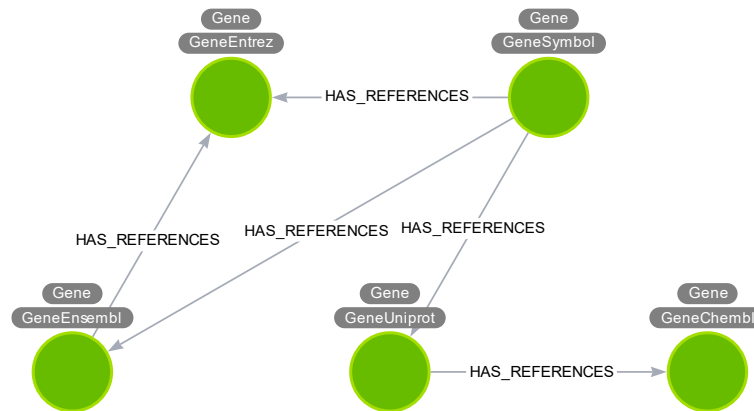 Gene
GeneEntrez
Gene
GeneSymbol
HAS_REFERENCES
HAS_REFERENCES
HAS_REFERENCES
HAS_REFERENCES
Gene
GeneEnsembl
Gene
GeneUniprot
Gene
GeneChembl
HAS_REFERENCES